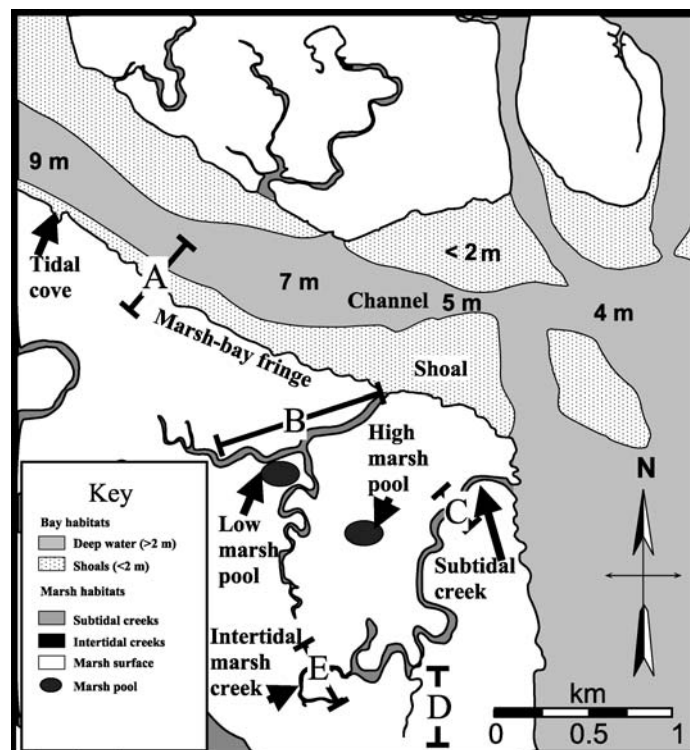 9 m
Tidal
cove
A
7 m
< 2 m
Channel
5 m
4 m
Marsh-bay fringe
Shoal
B
High
marsh
pool
N
Low
marsh
pool
C
Subtidal
creek
Intertidal
marsh
creek
E
D
km
0 0.5 1
Key
Bay habitats
Deep water (>2 m)
Shoals (<2 m)
Marsh habitats
Subtidal creeks
Intertidal creeks
Marsh surface
Marsh pool